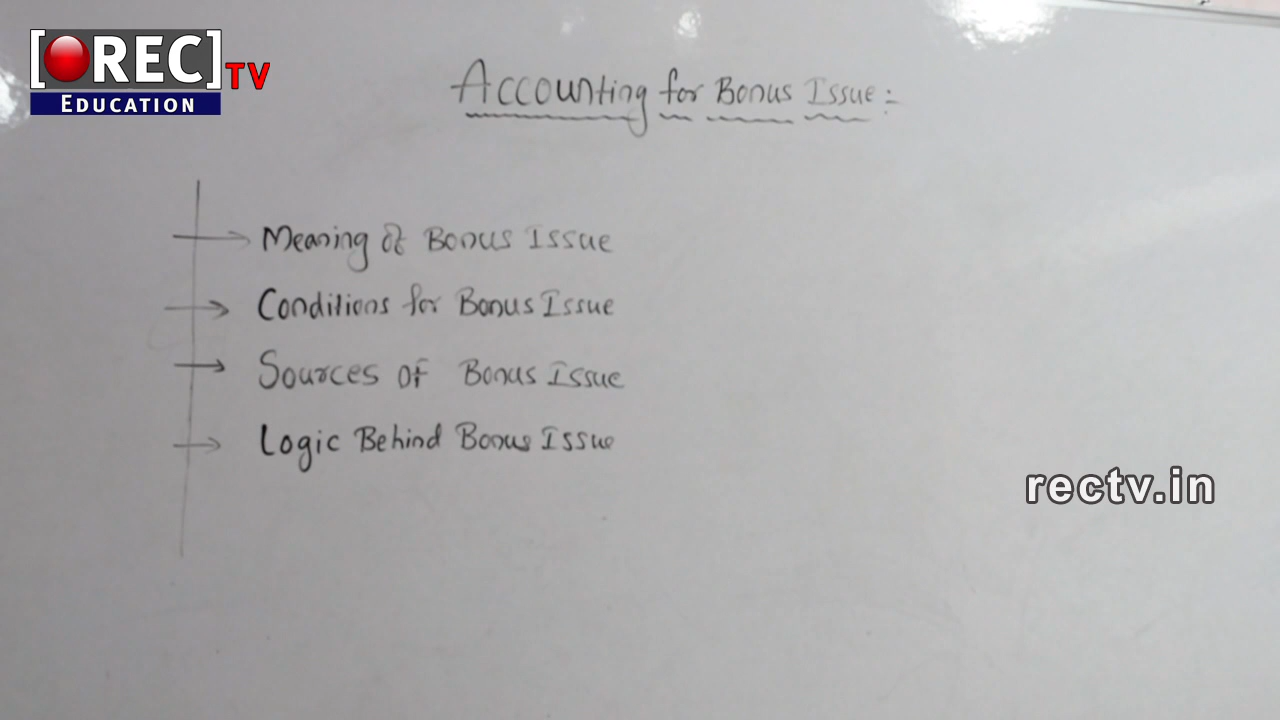 [REC] TV
EDUCATION
Accounting for Bonus Issue:-
Meaning of Bonus Issue
Conditions for Bonus Issue
Sources of Bonus Issue
Logic Behind Bonus Issue
rectv.in